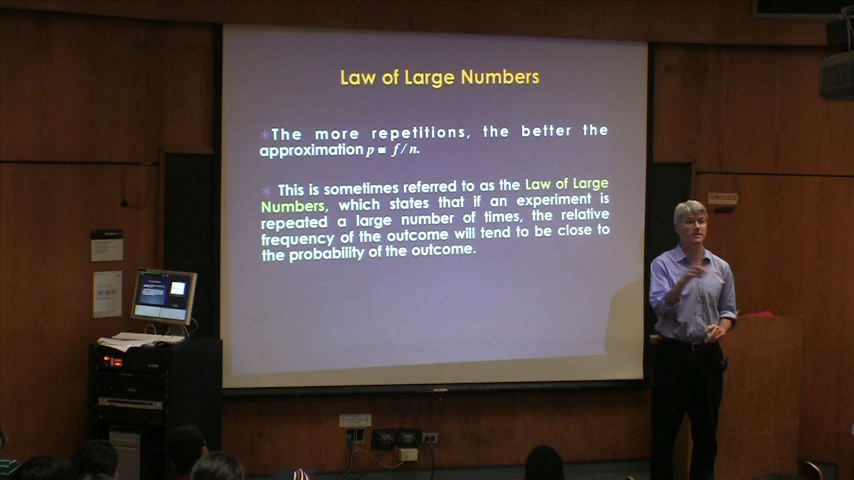 Law of Large Numbers
*The more repetitions, the better the
approximation p ≅ f/n.
* This is sometimes referred to as the Law of Large
Numbers, which states that if an experiment is
repeated a large number of times, the relative
frequency of the outcome will tend to be close to
the probability of the outcome.